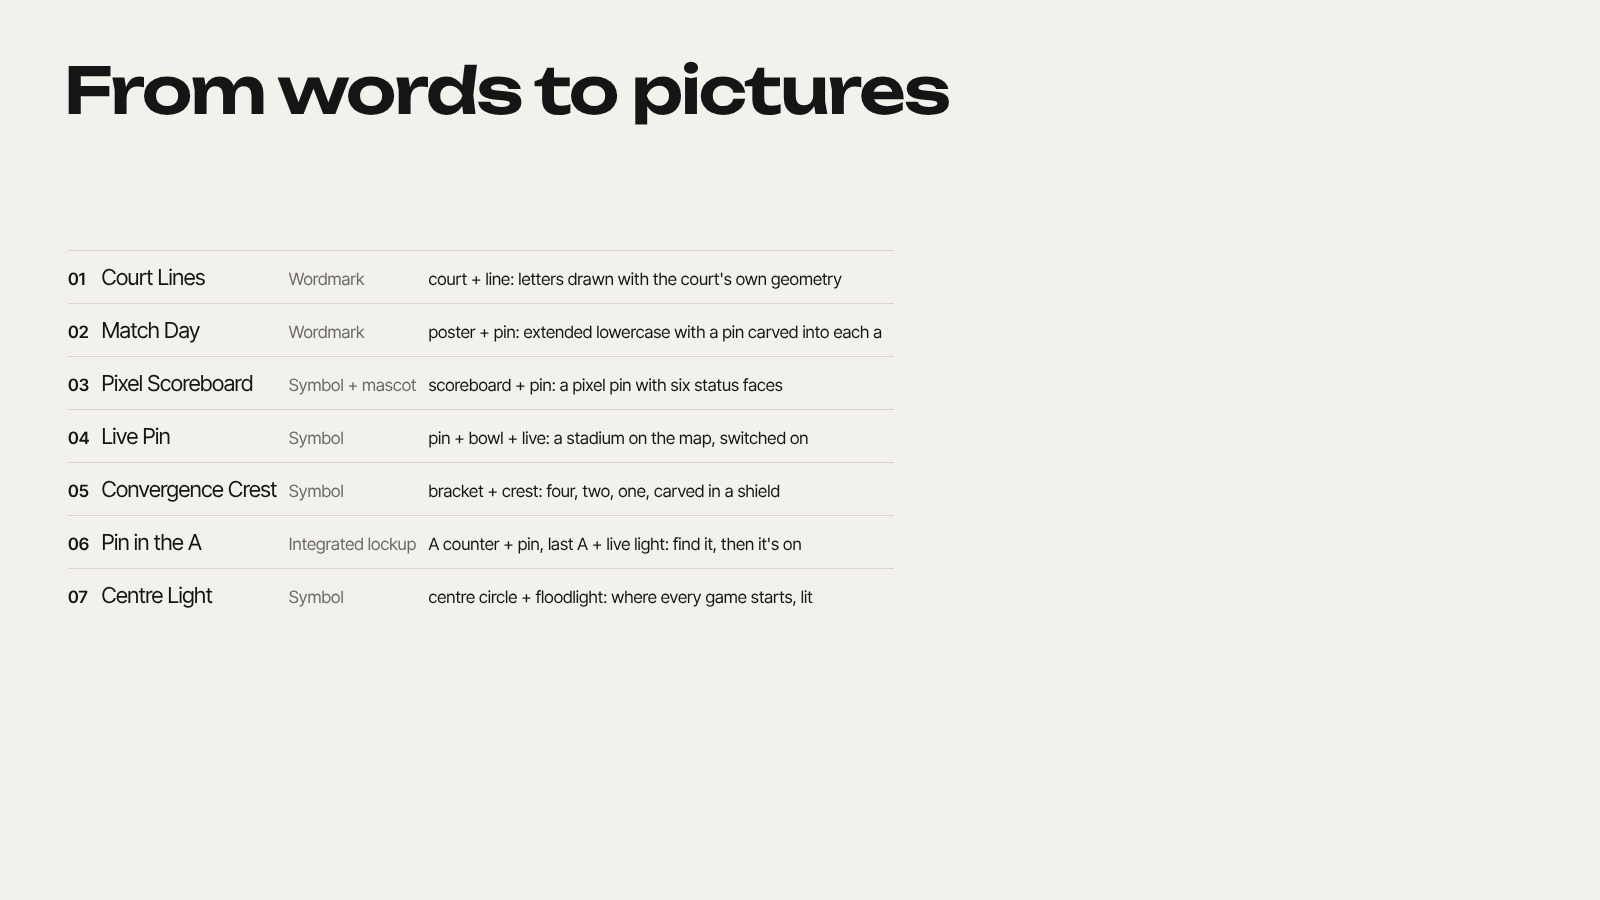 From words to pictures
01 Court Lines Wordmark court + line: letters drawn with the court's own geometry
02 Match Day Wordmark poster + pin: extended lowercase with a pin carved into each a
03 Pixel Scoreboard Symbol + mascot scoreboard + pin: a pixel pin with six status faces
04 Live Pin Symbol pin + bowl + live: a stadium on the map, switched on
05 Convergence Crest Symbol bracket + crest: four, two, one, carved in a shield
06 Pin in the A Integrated lockup A counter + pin, last A + live light: find it, then it's on
07 Centre Light Symbol centre circle + floodlight: where every game starts, lit